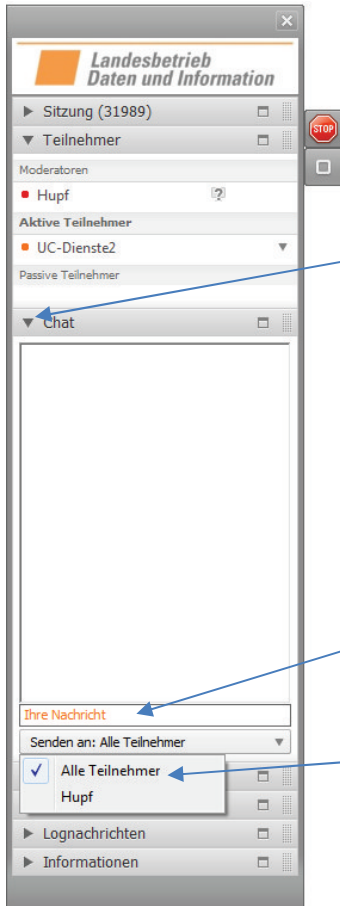 Landesbetrieb
Daten und Information
Sitzung (31989)
Teilnehmer
STOP
Moderatoren
Hupf
Aktive Teilnehmer
UC-Dienste2
Passive Teilnehmer
Chat
Ihre Nachricht
Senden an: Alle Teilnehmer
Alle Teilnehmer
Hupf
Lognachrichten
Informationen